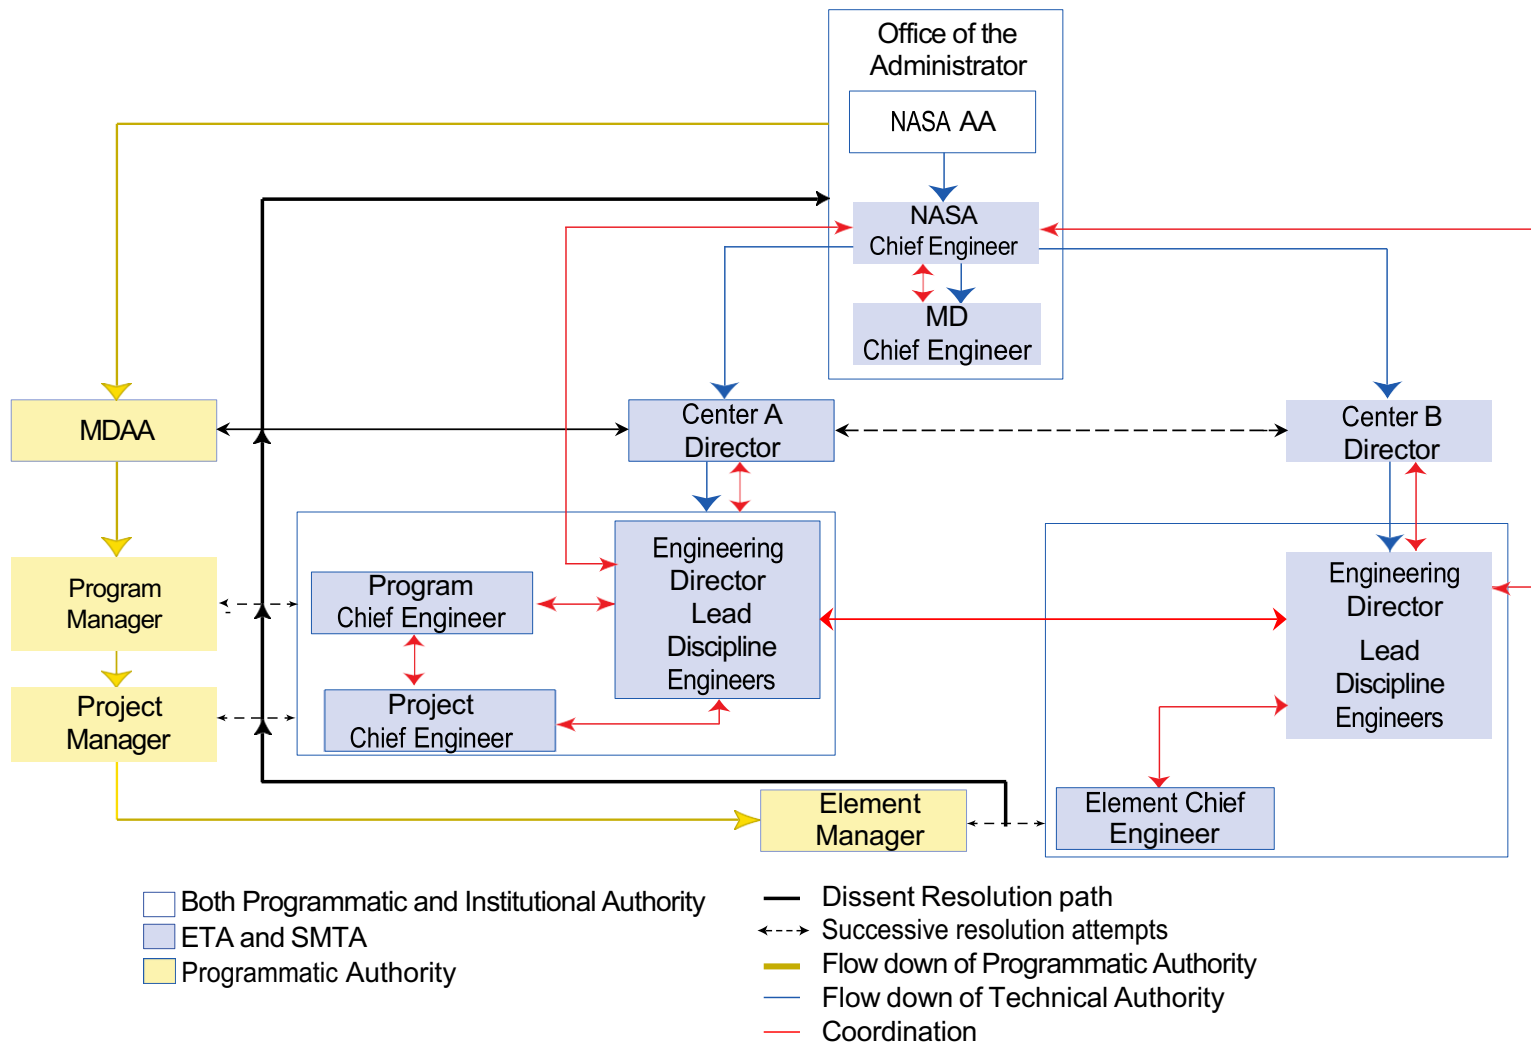 Office of the
Administrator
NASA AA
NASA
Chief Engineer
MD
Chief Engineer
MDAA
Center A
Director
Center B
Director
Program
Manager
Program
Chief Engineer
Engineering
Director
Lead
Discipline
Engineers
Engineering
Director
Lead
Discipline
Engineers
Project
Manager
Project
Chief Engineer
Element
Manager
Element Chief
Engineer
Both Programmatic and Institutional Authority
ETA and SMTA
Programmatic Authority
Dissent Resolution path
Successive resolution attempts
Flow down of Programmatic Authority
Flow down of Technical Authority
Coordination